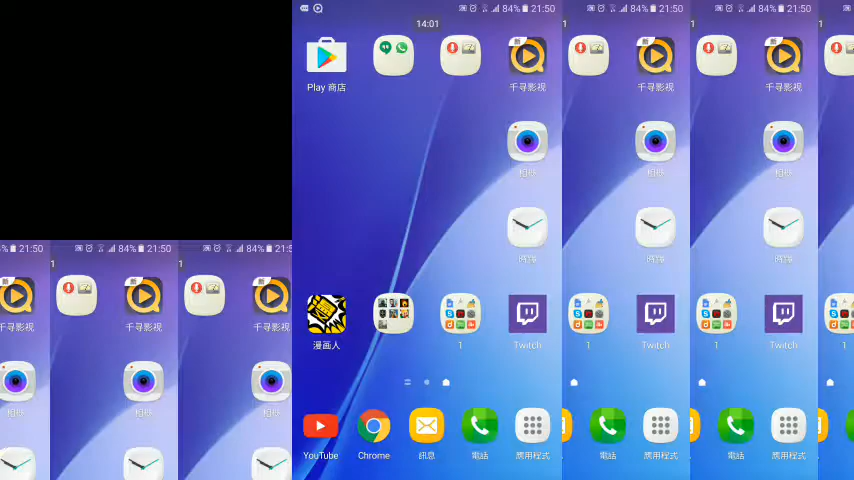 84% 21:50
84% 21:50
84% 21:50
14:01
Play 商店
千寻影视
千寻影视
千寻影视
相機
相機
相機
時鐘
時鐘
時鐘
漫画人
1
Twitch
1
Twitch
1
Twitch
YouTube
Chrome
訊息
電話
應用程式
電話
應用程式
電話
應用程式
% 21:50
84% 21:50
84% 21:5
1
1
千寻影视
千寻影视
千寻影视
相機
相機
相機